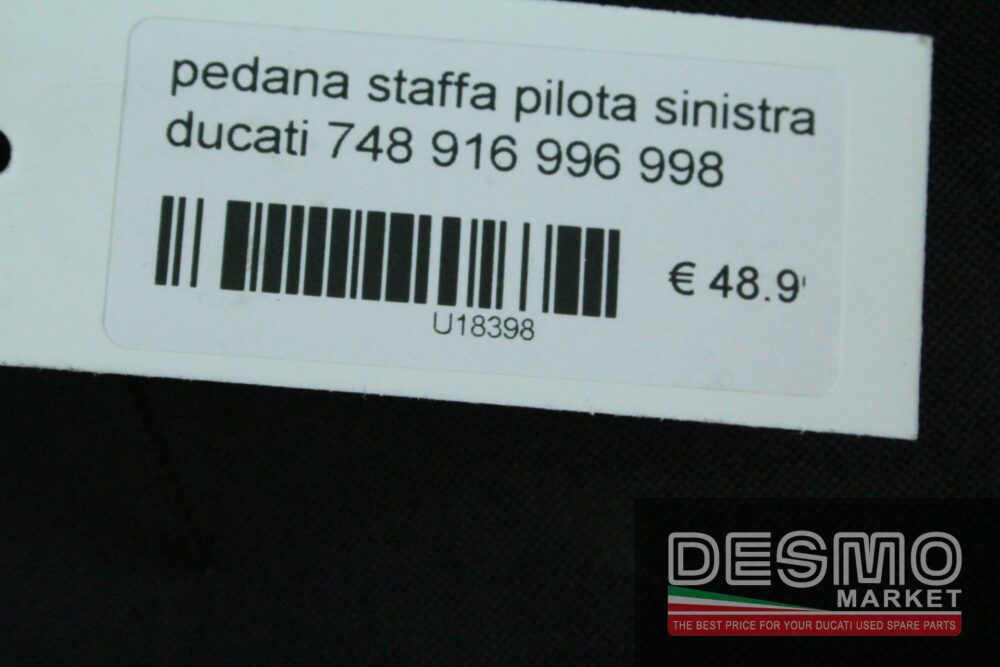 pedana staffa pilota sinistra
ducati 748 916 996 998
€ 48.9
U18398
DESMO
MARKET
THE BEST PRICE FOR YOUR DUCATI USED SPARE PARTS